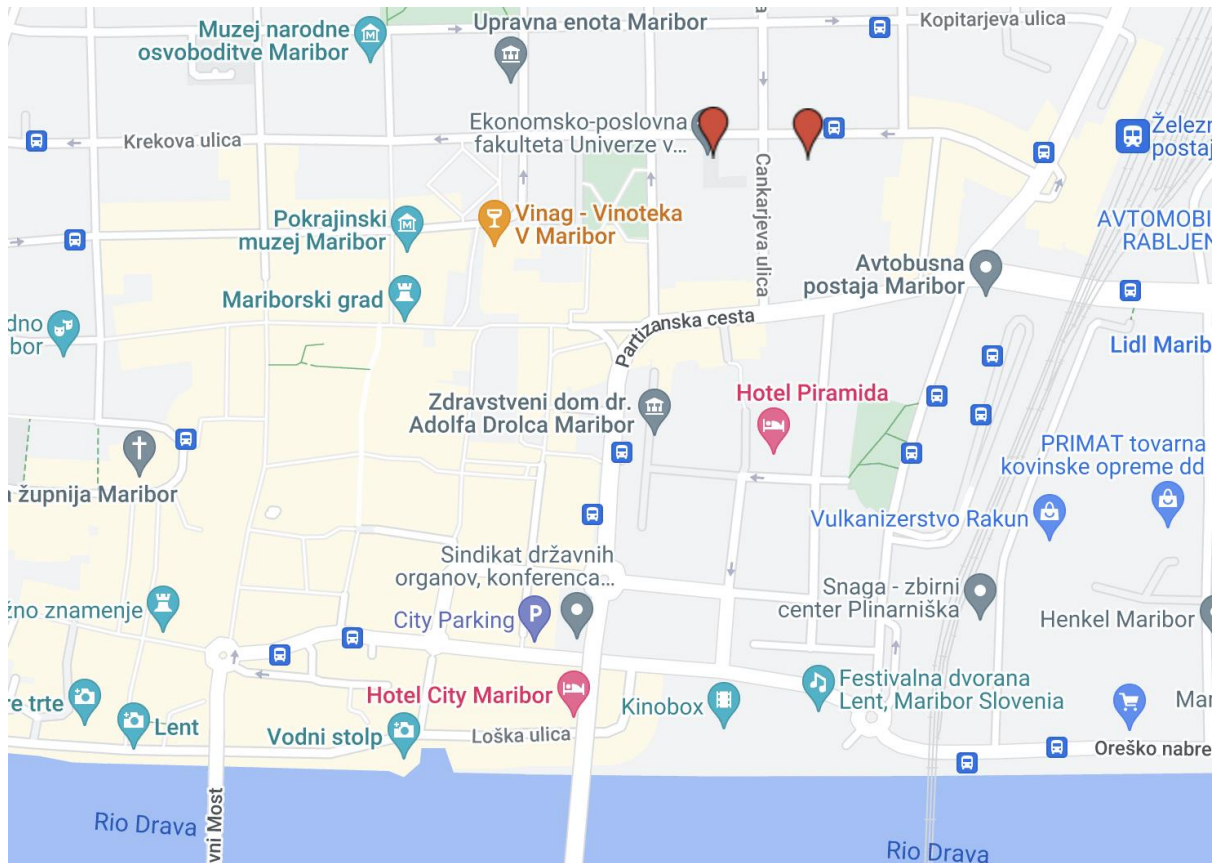 Muzej narodne
osvoboditve Maribor
Upravna enota Maribor
Kopitarjeva ulica
Krekova ulica
Ekonomsko-poslovna
fakulteta Univerze v...
Želez
postaj
Cankarjeva ulica
Pokrajinski
muzej Maribor
Vinag - Vinoteka
V Maribor
AVTOMOBI
RABLJEN
Mariborski grad
Avtobusna
postaja Maribor
Partizanska cesta
dno
bor
Lidl Marib
Hotel Piramida
Zdravstveni dom dr.
Adolfa Drolca Maribor
PRIMAT tovarna
kovinske opreme dd
župnija Maribor
Vulkanizerstvo Rakun
Sindikat državnih
organov, konferenca...
Snaga - zbirni
center Plinarniška
žno znamenje
City Parking
P
Henkel Maribor
Hotel City Maribor
Kinobox
Festivalna dvorana
Lent, Maribor Slovenia
re trte
Lent
Vodni stolp
Loška ulica
Mar
Oreško nabre
Rio Drava
vni Most
Rio Drava